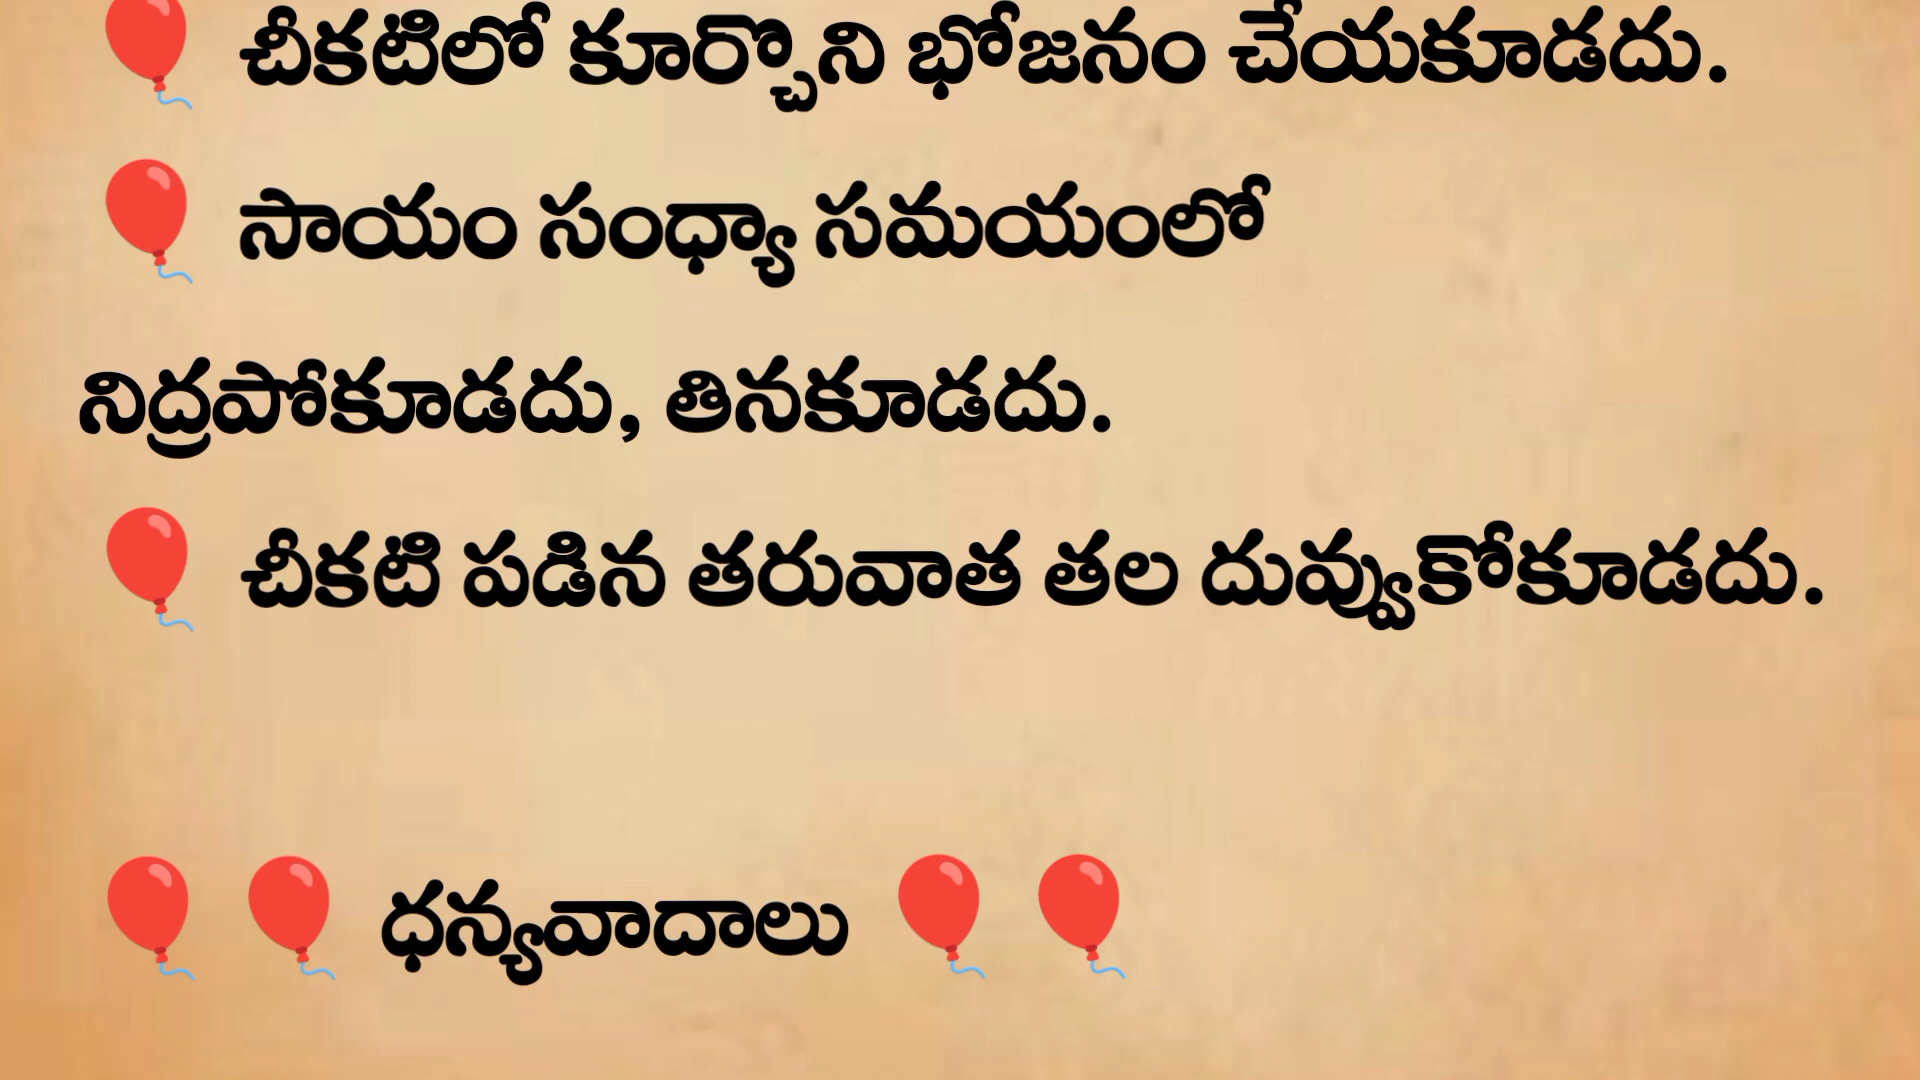 🎈 చీకటిలో కూర్చొని భోజనం చేయకూడదు.
🎈 సాయం సంధ్యా సమయంలో
నిద్రపోకూడదు, తినకూడదు.
🎈 చీకటి పడిన తరువాత తల దువ్వుకోకూడదు.
🎈 🎈 ధన్యవాదాలు 🎈 🎈